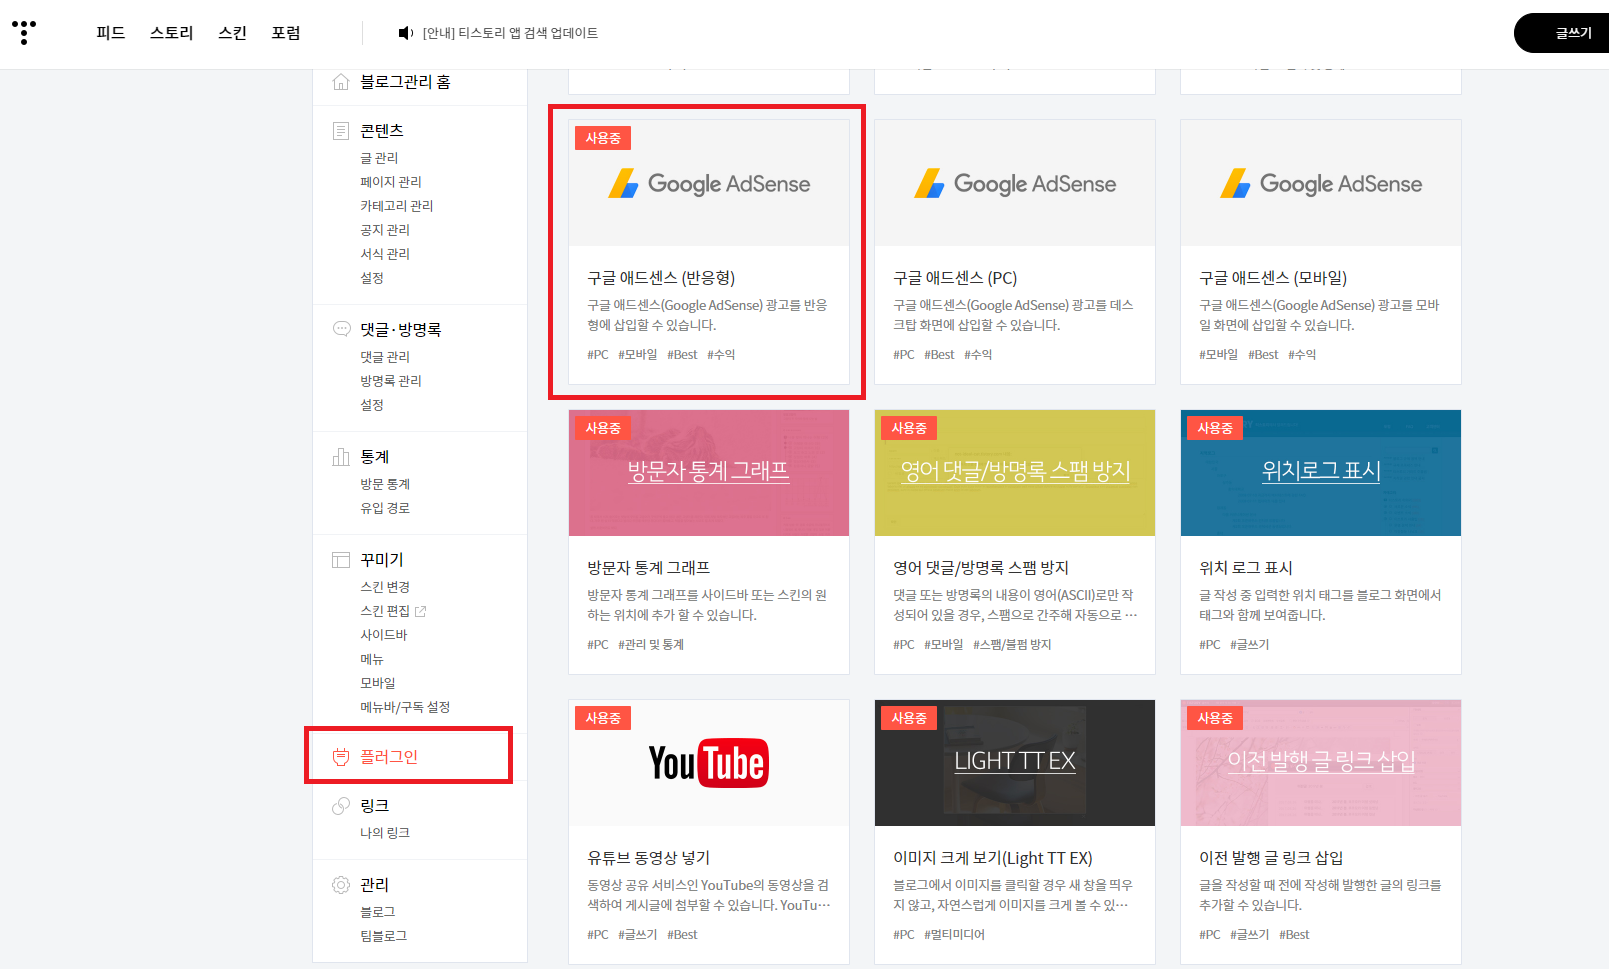 피드 스토리 스킨 포럼
[안내] 티스토리 앱 검색 업데이트
글쓰기
블로그관리 홈
콘텐츠
글 관리
페이지 관리
카테고리 관리
공지 관리
서식 관리
설정
댓글·방명록
댓글 관리
방명록 관리
설정
통계
방문 통계
유입 경로
꾸미기
스킨 변경
스킨 편집
사이드바
메뉴
모바일
메뉴바/구독 설정
플러그인
링크
나의 링크
관리
블로그
팀블로그
사용중
Google AdSense
구글 애드센스 (반응형)
구글 애드센스(Google AdSense) 광고를 반응
형에 삽입할 수 있습니다.
#PC #모바일 #Best #수익
Google AdSense
구글 애드센스 (PC)
구글 애드센스(Google AdSense) 광고를 데스
크탑 화면에 삽입할 수 있습니다.
#PC #Best #수익
Google AdSense
구글 애드센스 (모바일)
구글 애드센스(Google AdSense) 광고를 모바
일 화면에 삽입할 수 있습니다.
#모바일 #Best #수익
사용중
방문자 통계 그래프
방문자 통계 그래프
방문자 통계 그래프를 사이드바 또는 스킨의 원
하는 위치에 추가 할 수 있습니다.
#PC #관리 및 통계
사용중
영어 댓글/방명록 스팸 방지
영어 댓글/방명록 스팸 방지
댓글 또는 방명록의 내용이 영어(ASCII)로만 작
성되어 있을 경우, 스팸으로 간주해 자동으로 …
#PC #모바일 #스팸/불펌 방지
사용중
위치로그 표시
위치 로그 표시
글 작성 중 입력한 위치 태그를 블로그 화면에서
태그와 함께 보여줍니다.
#PC #글쓰기
사용중
YouTube
유튜브 동영상 넣기
동영상 공유 서비스인 YouTube의 동영상을 검
색하여 게시글에 첨부할 수 있습니다. YouTu…
#PC #글쓰기 #Best
사용중
LIGHT TT EX
이미지 크게 보기(Light TT EX)
블로그에서 이미지를 클릭할 경우 새 창을 띄우
지 않고, 자연스럽게 이미지를 크게 볼 수 있…
#PC #멀티미디어
사용중
이전 발행 글 링크 삽입
이전 발행 글 링크 삽입
글을 작성할 때 전에 작성해 발행한 글의 링크를
추가할 수 있습니다.
#PC #글쓰기 #Best